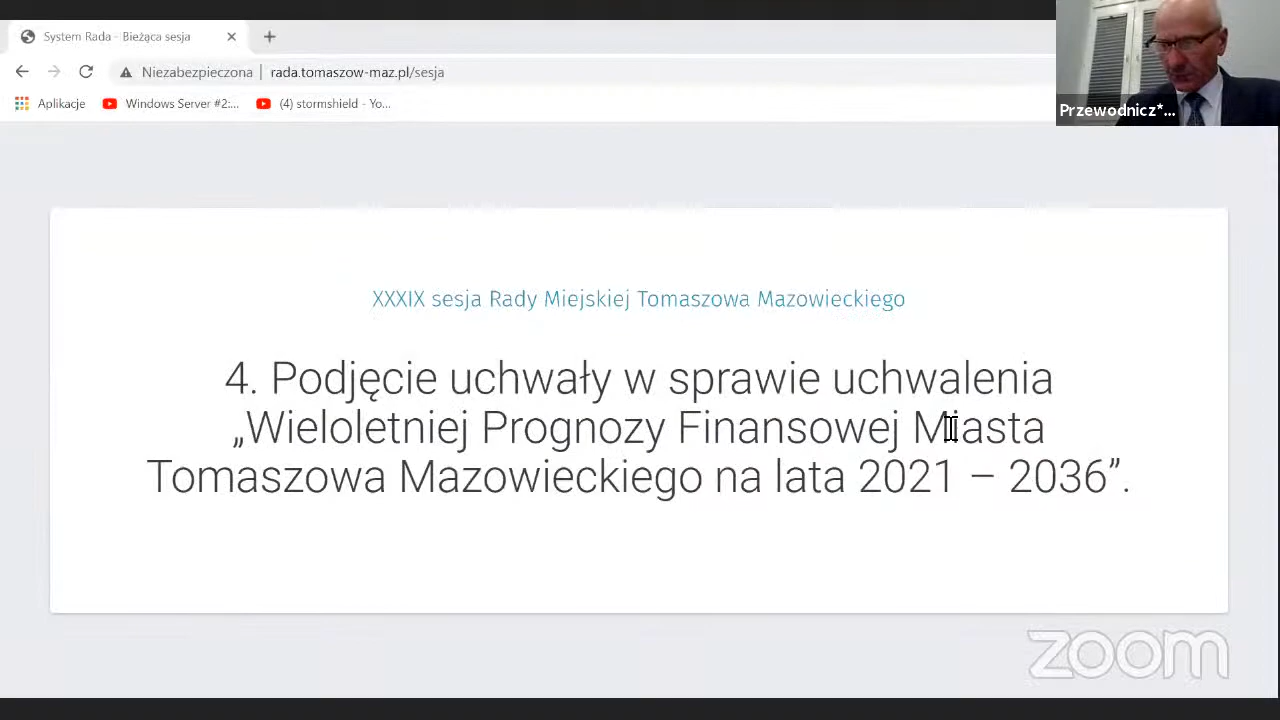 System Rada - Bieżąca sesja
Niezabezpieczona | rada.tomaszow-maz.pl/sesja
Aplikacje Windows Server #2:... (4) stormshield - Yo...
Przewodnicz*...
XXXIX sesja Rady Miejskiej Tomaszowa Mazowieckiego
4. Podjęcie uchwały w sprawie uchwalenia
„Wieloletniej Prognozy Finansowej Miasta
Tomaszowa Mazowieckiego na lata 2021 – 2036”.
zoom